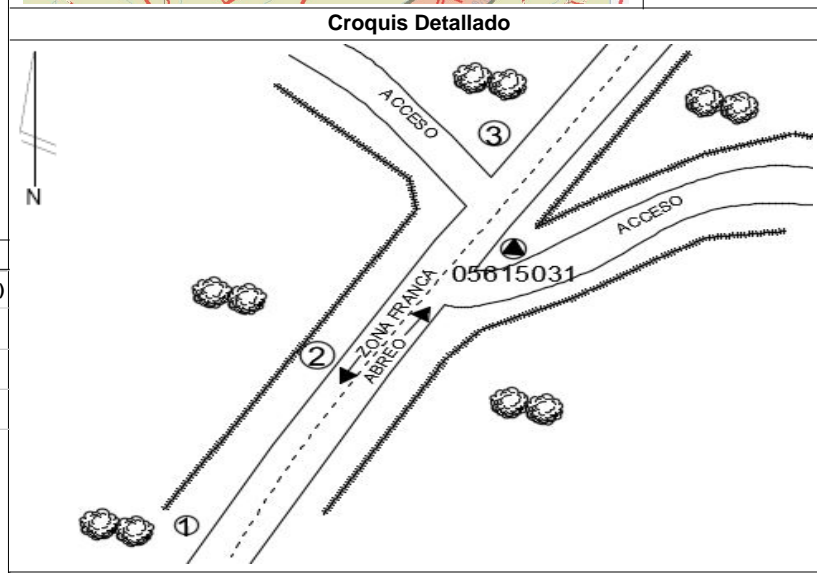 Croquis Detallado
N
ACCESO
3
ACCESO
05615031
ZONA FRANCA
ABREO
2
1
)